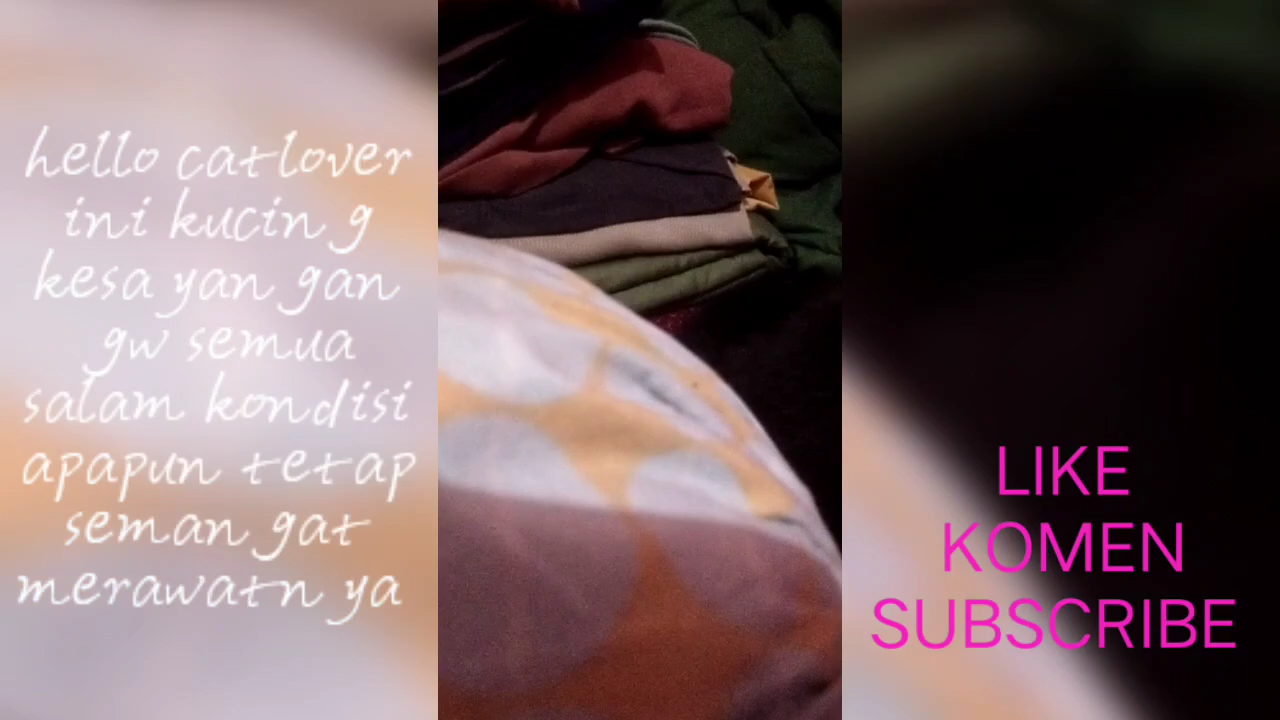 hello catlover
ini kucin g
kesa yan gan
gw semua
salam kondisi
apapun tetap
seman gat
merawatn ya
LIKE
KOMEN
SUBSCRIBE